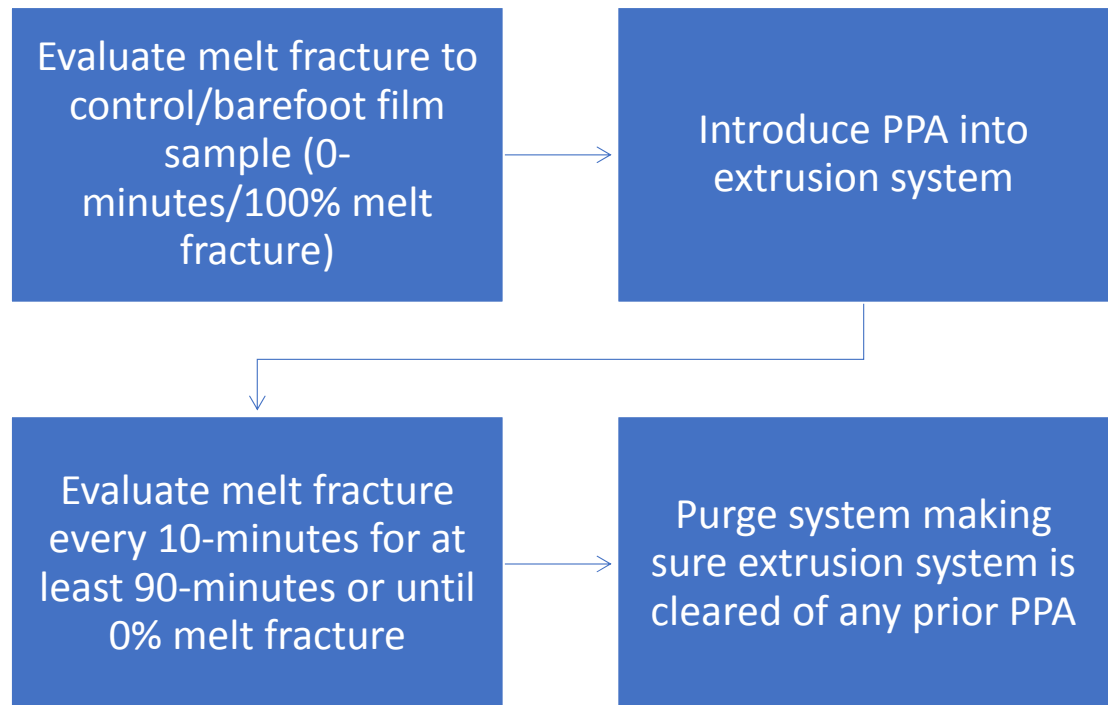 Evaluate melt fracture to
control/barefoot film
sample (0-
minutes/100% melt
fracture)
Introduce PPA into
extrusion system
Evaluate melt fracture
every 10-minutes for at
least 90-minutes or until
0% melt fracture
Purge system making
sure extrusion system is
cleared of any prior PPA